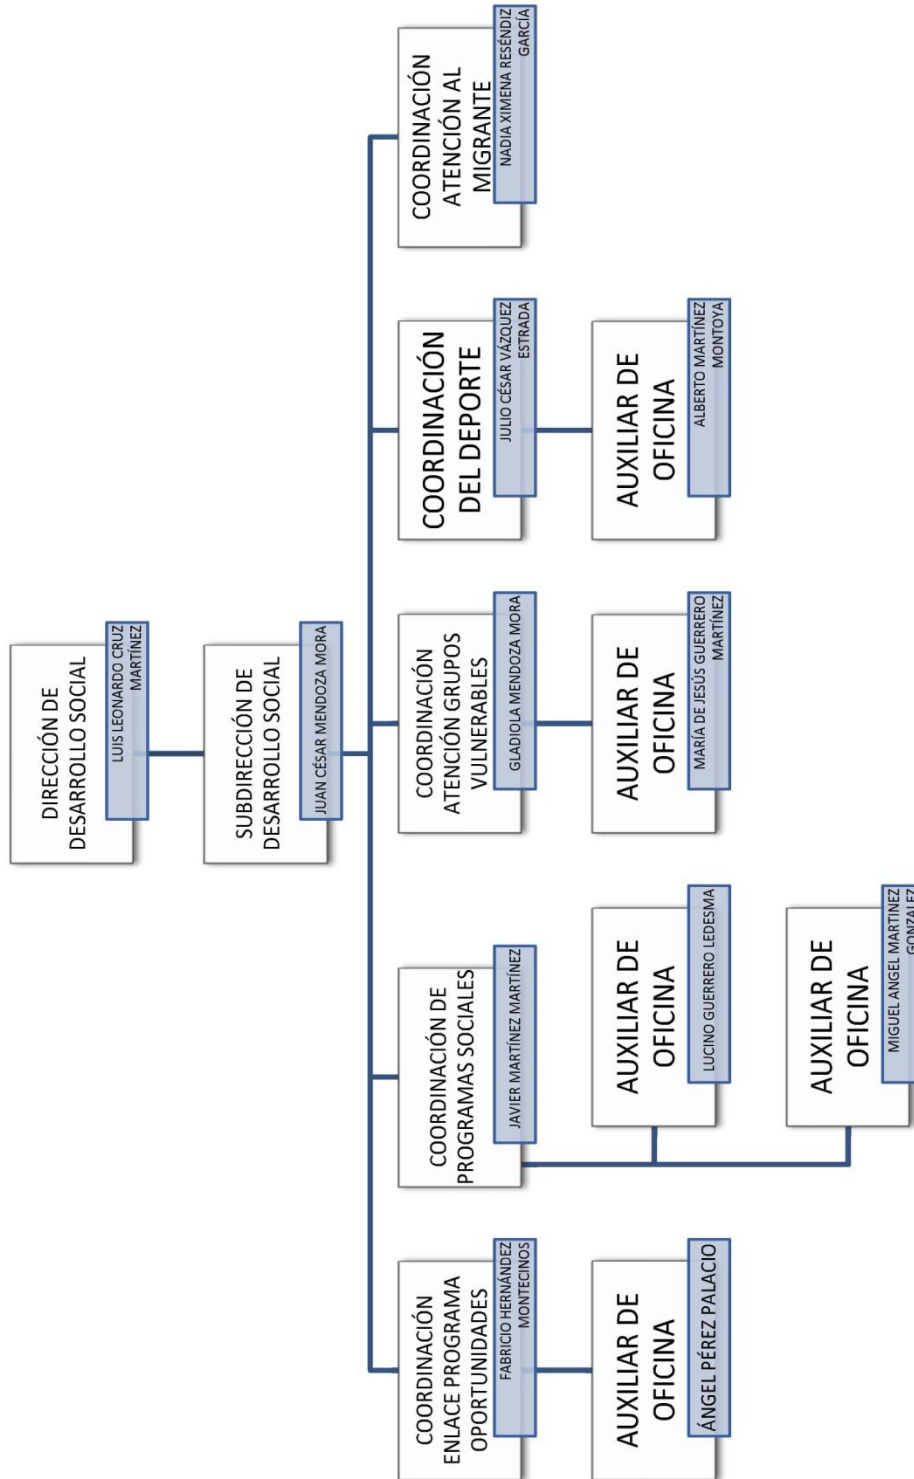 DIRECCIÓN DE
DESARROLLO SOCIAL
LUIS LEONARDO CRUZ
MARTÍNEZ
SUBDIRECCIÓN DE
DESARROLLO SOCIAL
JUAN CÉSAR MENDOZA MORA
COORDINACIÓN
ENLACE PROGRAMA
OPORTUNIDADES
FABRICIO HERNÁNDEZ
MONTECINOS
AUXILIAR DE
OFICINA
ÁNGEL PÉREZ PALACIO
COORDINACIÓN DE
PROGRAMAS SOCIALES
JAVIER MARTÍNEZ MARTÍNEZ
AUXILIAR DE
OFICINA
LUCINO GUERRERO LEDESMA
AUXILIAR DE
OFICINA
MIGUEL ANGEL MARTINEZ
GONZALEZ
COORDINACIÓN
ATENCIÓN GRUPOS
VULNERABLES
GLADIOLA MENDOZA MORA
AUXILIAR DE
OFICINA
MARÍA DE JESÚS GUERRERO
MARTÍNEZ
COORDINACIÓN
DEL DEPORTE
JULIO CÉSAR VÁZQUEZ
ESTRADA
AUXILIAR DE
OFICINA
ALBERTO MARTÍNEZ
MONTOYA
COORDINACIÓN
ATENCIÓN AL
MIGRANTE
NADIA XIMENA RESÉNDIZ
GARCÍA